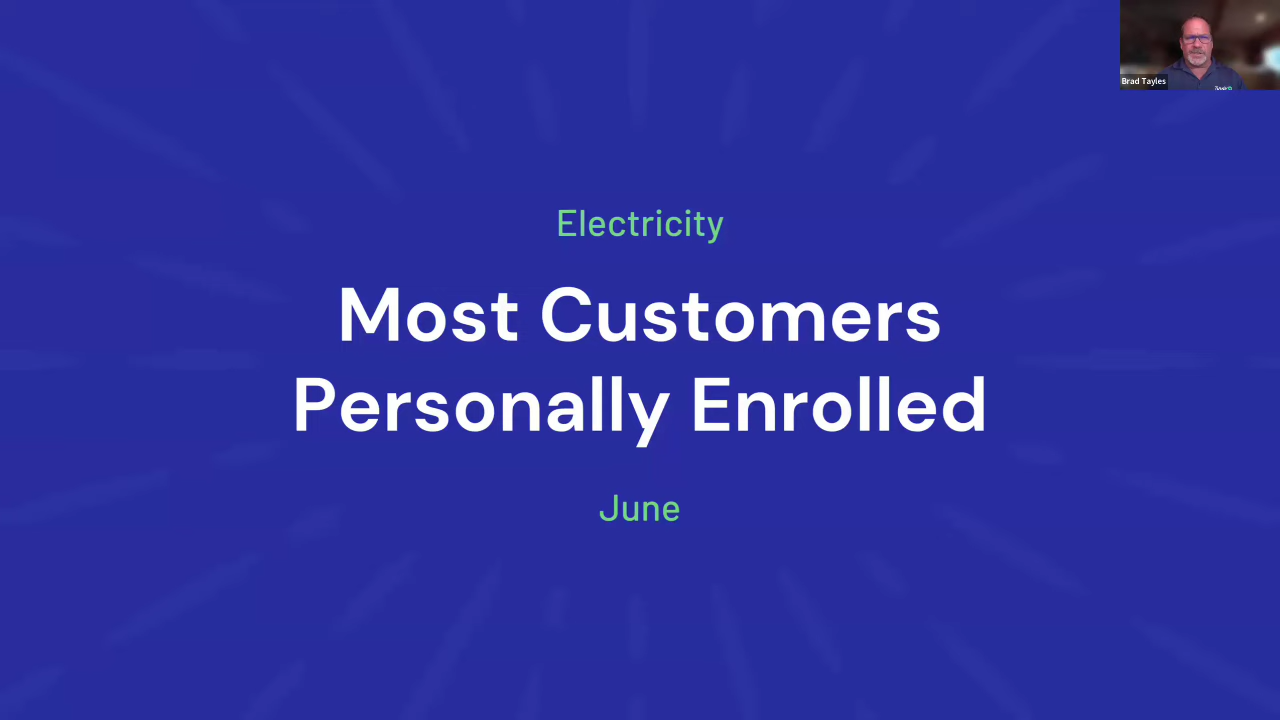 Brad Tayles
Electricity
Most Customers
Personally Enrolled
June